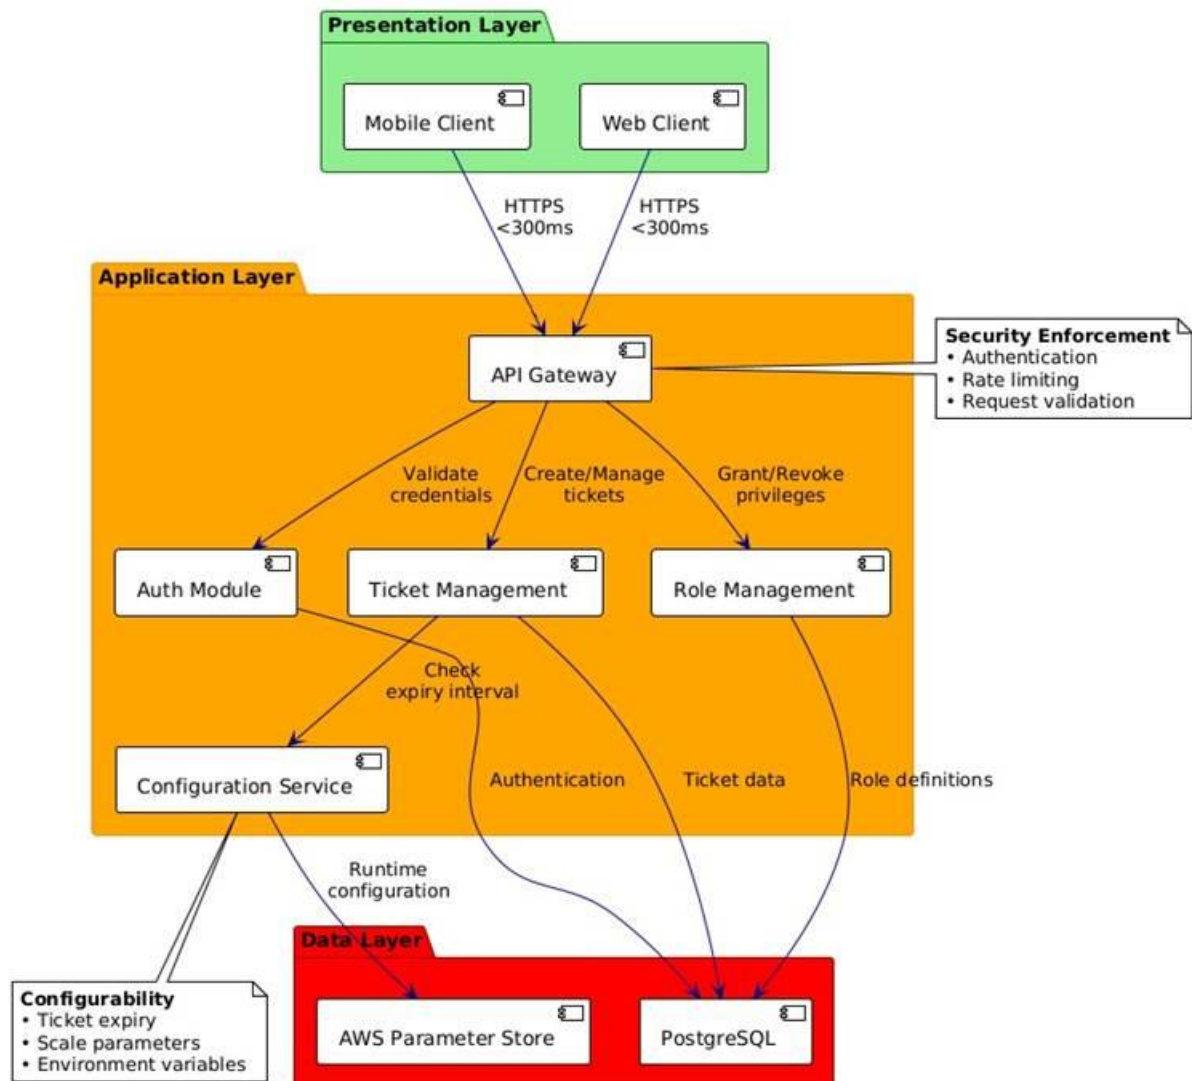 Presentation Layer
Mobile Client
Web Client
HTTPS
<300ms
HTTPS
<300ms
Application Layer
API Gateway
Security Enforcement
• Authentication
• Rate limiting
• Request validation
Validate
credentials
Create/Manage
tickets
Grant/Revoke
privileges
Auth Module
Ticket Management
Role Management
Check
expiry interval
Configuration Service
Authentication
Ticket data
Role definitions
Runtime
configuration
Data Layer
Configurability
• Ticket expiry
• Scale parameters
• Environment variables
AWS Parameter Store
PostgreSQL